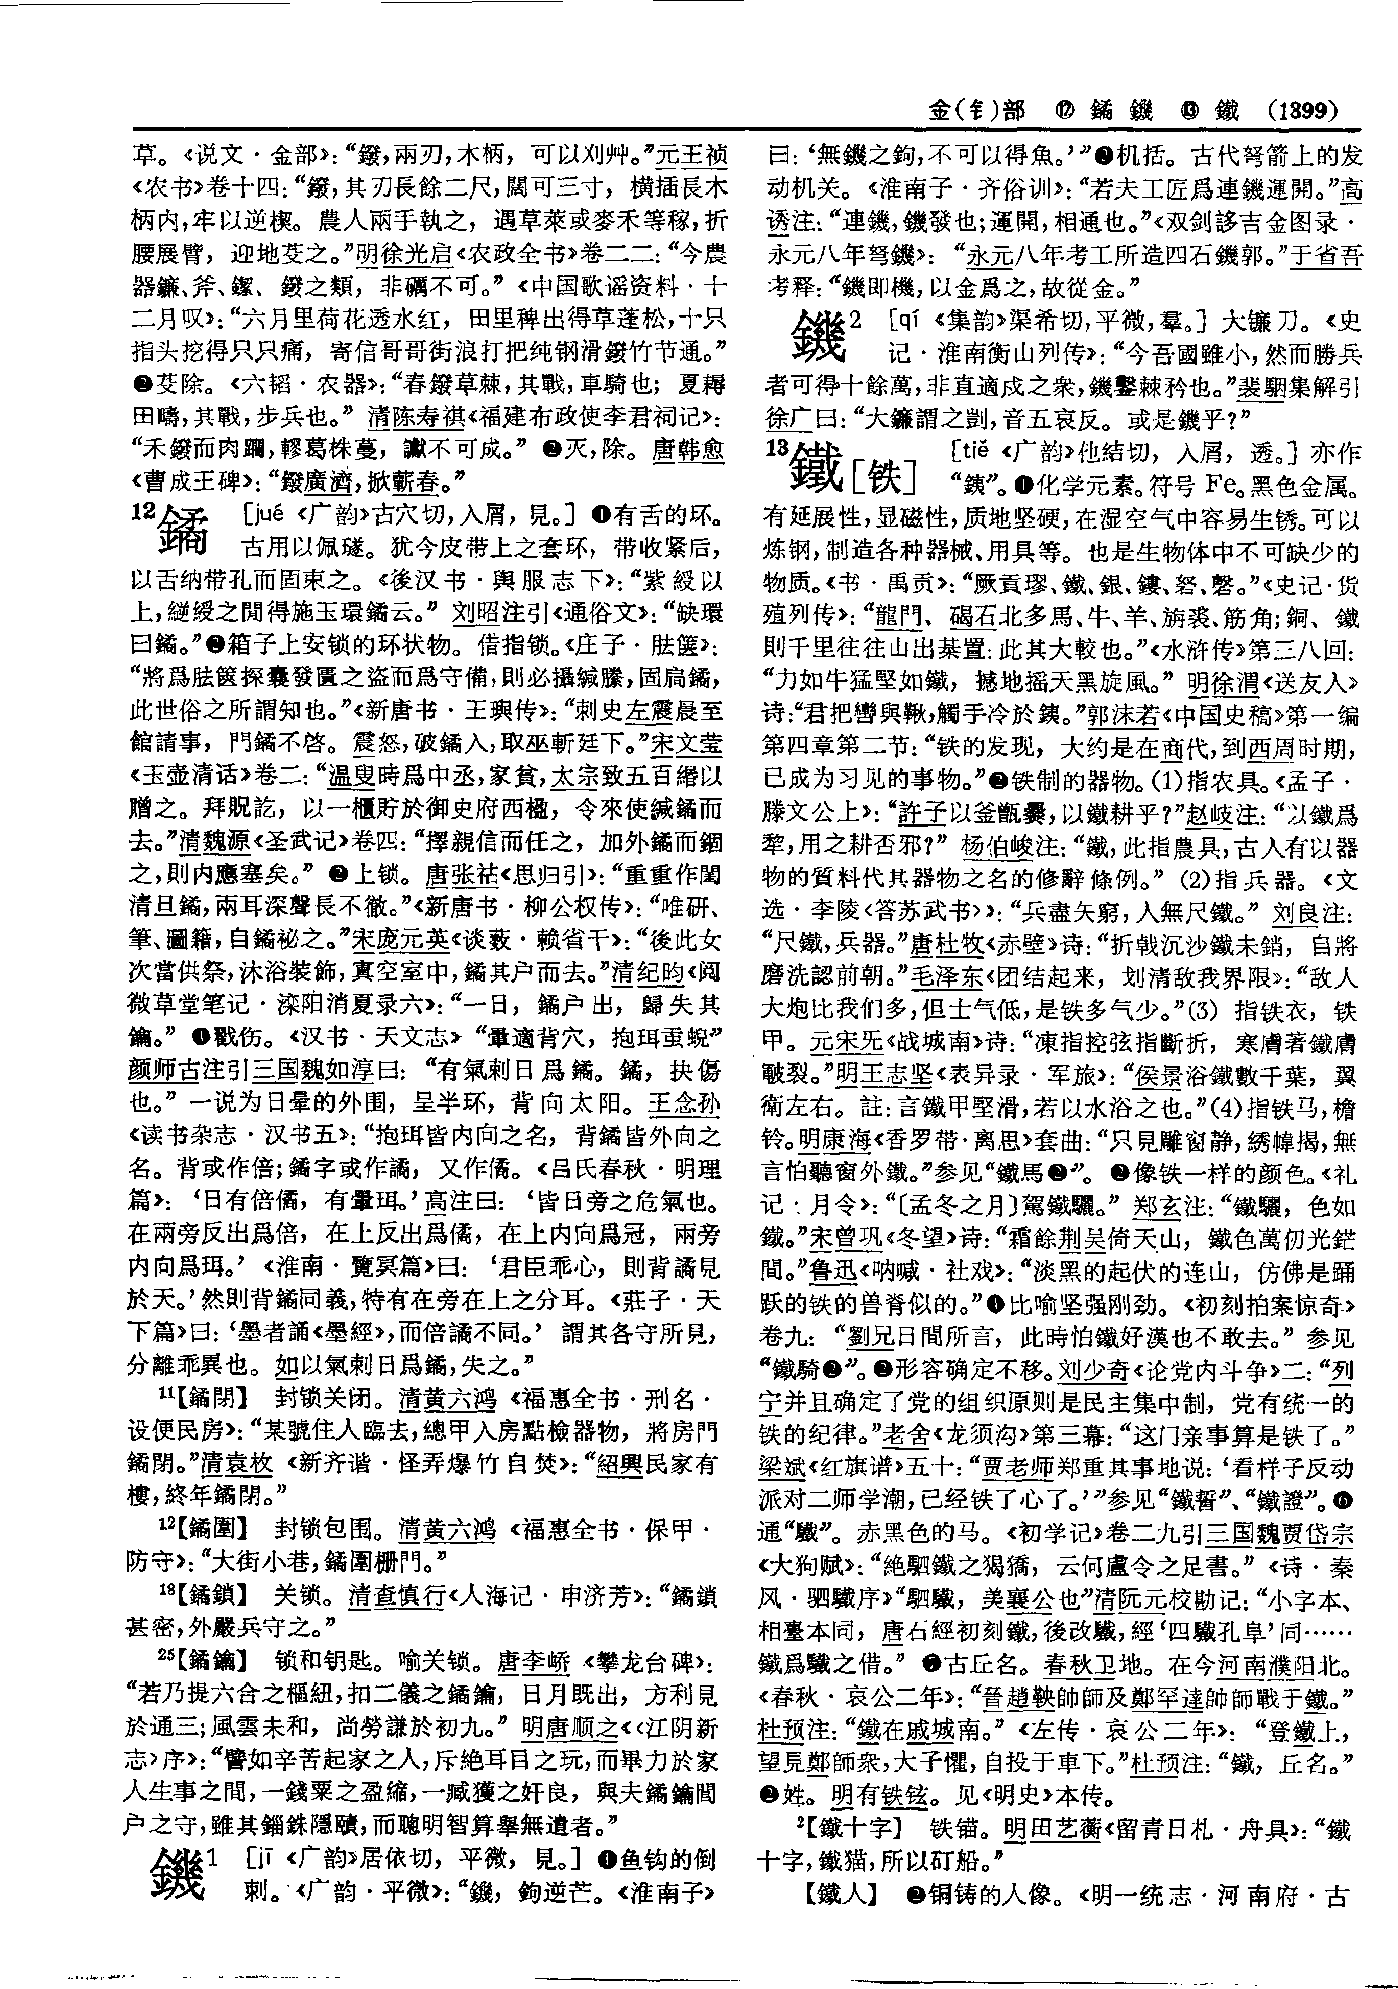 金(钅)部 ⑫ 鐍 鐖 ⑬ 鐵 (1399)
草。《说文·金部》：“鏺，兩刃，木柄，可以刈艸。”元王祯
《农书》卷十四：“鏺，其刃長餘二尺，闊可三寸，横插長木
柄内，牢以逆楔。農人兩手執之，遇草萊或麥禾等稼，折
腰展臂，迎地芟之。”明徐光启《农政全书》卷二二：“今農
器鐮、斧、鏍、鏺之類，非礪不可。”《中国歌谣资料·十
二月叹》：“六月里荷花透水红，田里稗出得草蓬松，十只
指头挖得只只痛，寄信哥哥街浪打把纯钢滑鏺竹节通。”
❷芟除。《六韬·农器》：“春鏺草棘，其戰，車騎也；夏耨
田疇，其戰，步兵也。”清陈寿祺《福建布政使李君祠记》：
“禾鏺而肉躙，轇葛株蔓，讞不可成。”❸灭，除。唐韩愈
《曹成王碑》：“鏺廣濟，掀蘄春。”
12鐍 [jué《广韵》古穴切，入屑，見。]❶有舌的环。
古用以佩璲。犹今皮带上之套环，带收紧后，
以舌纳带孔而固束之。《後汉书·舆服志下》：“紫綬以
上，縌綬之間得施玉環鐍云。”刘昭注引《通俗文》：“缺環
曰鐍。”❷箱子上安锁的环状物。借指锁。《庄子·胠箧》：
“將爲胠篋探囊發匱之盜而爲守備，則必攝緘縢，固扃鐍，
此世俗之所謂知也。”《新唐书·王玙传》：“刺史左震晨至
館請事，門鐍不啓。震怒，破鐍入，取巫斬廷下。”宋文莹
《玉壶清话》卷二：“温叟時爲中丞，家貧，太宗致五百緡以
贈之。拜貺訖，以一櫃貯於御史府西楹，令來使緘鐍而
去。”清魏源《圣武记》卷四：“擇親信而任之，加外鐍而錮
之，則内應塞矣。”❸上锁。唐张祜《思归引》：“重重作閨
清旦鐍，兩耳深聲長不徹。”《新唐书·柳公权传》：“唯研、
筆、圖籍，自鐍祕之。”宋庞元英《谈薮·赖省干》：“後此女
次當供祭，沐浴裝飾，寘空室中，鐍其户而去。”清纪昀《阅
微草堂笔记·滦阳消夏录六》：“一日，鐍户出，歸失其
鑰。”❹戳伤。《汉书·天文志》“暈適背穴，抱珥虿蜺”
颜师古注引三国魏如淳曰：“有氣刺日爲鐍。鐍，抉傷
也。”一说为日晕的外围，呈半环，背向太阳。王念孙
《读书杂志·汉书五》：“抱珥皆内向之名，背鐍皆外向之
名。背或作倍；鐍字或作譎，又作僪。《吕氏春秋·明理
篇》：‘日有倍僪，有暈珥。’高注曰：‘皆日旁之危氣也。
在兩旁反出爲倍，在上反出爲僪，在上内向爲冠，兩旁
内向爲珥。’《淮南·覽冥篇》曰：‘君臣乖心，則背譎見
於天。’然則背鐍同義，特有在旁在上之分耳。《莊子·天
下篇》曰：‘墨者誦《墨經》，而倍譎不同。’謂其各守所見，
分離乖異也。如以氣刺日爲鐍，失之。”
11【鐍閉】 封锁关闭。清黄六鸿《福惠全书·刑名·
设便民房》：“某號住人臨去，總甲入房點檢器物，將房門
鐍閉。”清袁枚《新齐谐·怪弄爆竹自焚》：“紹興民家有
樓，終年鐍閉。”
12【鐍圍】 封锁包围。清黄六鸿《福惠全书·保甲·
防守》：“大街小巷，鐍圍栅門。”
18【鐍鎖】 关锁。清查慎行《人海记·申济芳》：“鐍鎖
甚密，外嚴兵守之。”
25【鐍鑰】 锁和钥匙。喻关锁。唐李峤《攀龙台碑》：
“若乃提六合之樞紐，扣二儀之鐍鑰，日月既出，方利見
於通三；風雲未和，尚勞謙於初九。”明唐顺之《〈江阴新
志〉序》：“譬如辛苦起家之人，斥絶耳目之玩，而畢力於家
人生事之間，一錢粟之盈縮，一臧獲之奸良，與夫鐍鑰閭
户之守，雖其錙銖隱賾，而聰明智算舉無遺者。”
鐖1 [jī《广韵》居依切，平微，見。]❶鱼钩的倒
刺。《广韵·平微》：“鐖，鉤逆芒。《淮南子》
曰：‘無鐖之鉤，不可以得魚。’”❷机括。古代弩箭上的发
动机关。《淮南子·齐俗训》：“若夫工匠爲連鐖運開。”高
诱注：“連鐖，鐖發也；運開，相通也。”《双剑誃吉金图录·
永元八年弩鐖》：“永元八年考工所造四石鐖郭。”于省吾
考释：“鐖即機，以金爲之，故從金。”
鐖2 [qí《集韵》渠希切，平微，羣。]大镰刀。《史
记·淮南衡山列传》：“今吾國雖小，然而勝兵
者可得十餘萬，非直適戍之衆，鐖鑿棘矜也。”裴駰集解引
徐广曰：“大鐮謂之剴，音五哀反。或是鐖乎？”
13鐵[铁] [tiě《广韵》他結切，入屑，透。]亦作
“銕”。❶化学元素。符号 Fe。黑色金属。
有延展性，显磁性，质地坚硬，在湿空气中容易生锈。可以
炼钢，制造各种器械、用具等。也是生物体中不可缺少的
物质。《书·禹贡》：“厥貢璆、鐵、銀、鏤、砮、磬。”《史记·货
殖列传》：“龍門、碣石北多馬、牛、羊、旃裘、筋角；銅、鐵
則千里往往山出棊置：此其大較也。”《水浒传》第三八回：
“力如牛猛堅如鐵，撼地摇天黑旋風。”明徐渭《送友人》
诗：“君把轡與鞦，觸手冷於銕。”郭沫若《中国史稿》第一编
第四章第二节：“铁的发现，大约是在商代，到西周时期，
已成为习见的事物。”❷铁制的器物。(1)指农具。《孟子·
滕文公上》：“許子以釜甑爨，以鐵耕乎？”赵岐注：“以鐵爲
犂，用之耕否邪？”杨伯峻注：“鐵，此指農具，古人有以器
物的質料代其器物之名的修辭條例。”(2)指兵器。《文
选·李陵〈答苏武书〉》：“兵盡矢窮，人無尺鐵。”刘良注：
“尺鐵，兵器。”唐杜牧《赤壁》诗：“折戟沉沙鐵未銷，自將
磨洗認前朝。”毛泽东《团结起来，划清敌我界限》：“敌人
大炮比我们多，但士气低，是铁多气少。”(3) 指铁衣，铁
甲。元宋旡《战城南》诗：“凍指控弦指斷折，寒膚著鐵膚
皸裂。”明王志坚《表异录·军旅》：“侯景浴鐵數千葉，翼
衛左右。註：言鐵甲堅滑，若以水浴之也。”(4)指铁马，檐
铃。明康海《香罗带·离思》套曲：“只見雕窗静，綉幃揭，無
言怕聽窗外鐵。”参见“鐵馬❷”。❸像铁一样的颜色。《礼
记·月令》：“〔孟冬之月〕駕鐵驪。”郑玄注：“鐵驪，色如
鐵。”宋曾巩《冬望》诗：“霜餘荆吴倚天山，鐵色萬仞光鋩
間。”鲁迅《呐喊·社戏》：“淡黑的起伏的连山，仿佛是踊
跃的铁的兽脊似的。”❹比喻坚强刚劲。《初刻拍案惊奇》
卷九：“劉兄日間所言，此時怕鐵好漢也不敢去。”参见
“鐵騎❷”。❺形容确定不移。刘少奇《论党内斗争》二：“列
宁并且确定了党的组织原则是民主集中制，党有统一的
铁的纪律。”老舍《龙须沟》第三幕：“这门亲事算是铁了。”
梁斌《红旗谱》五十：“贾老师郑重其事地说：‘看样子反动
派对二师学潮，已经铁了心了。’”参见“鐵誓”、“鐵證”。❻
通“驖”。赤黑色的马。《初学记》卷二九引三国魏贾岱宗
《大狗赋》：“絶駟鐵之猲獢，云何盧令之足書。”《诗·秦
风·驷驖序》“駟驖，美襄公也”清阮元校勘记：“小字本、
相臺本同，唐石經初刻鐵，後改驖，經‘四驖孔阜’同……
鐵爲驖之借。”❼古丘名。春秋卫地。在今河南濮阳北。
《春秋·哀公二年》：“晉趙鞅帥師及鄭罕達帥師戰于鐵。”
杜预注：“鐵在戚城南。”《左传·哀公二年》：“登鐵上，
望見鄭師衆，大子懼，自投于車下。”杜预注：“鐵，丘名。”
❽姓。明有铁铉。见《明史》本传。
2【鐵十字】 铁锚。明田艺蘅《留青日札·舟具》：“鐵
十字，鐵猫，所以矴船。”
【鐵人】 ❶铜铸的人像。《明一统志·河南府·古